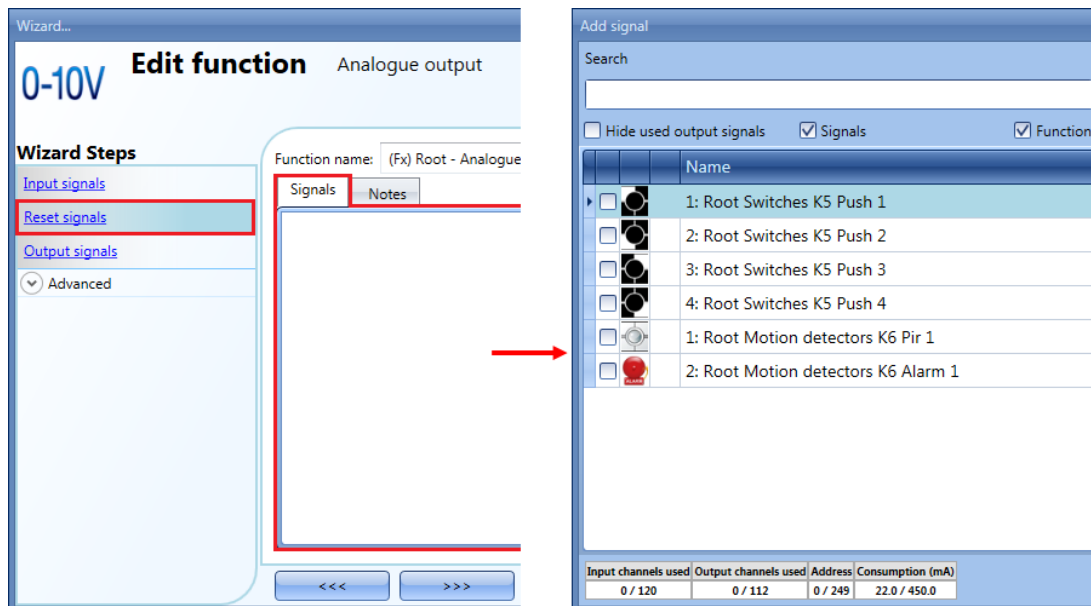 Wizard...
0-10V
Edit function
Analogue output
Wizard Steps
Input signals
Reset signals
Output signals
Advanced
Function name: (Fx) Root - Analogue
Signals
Notes
<<<
>>>
Add signal
Search
Hide used output signals
Signals
Function
Name
1: Root Switches K5 Push 1
2: Root Switches K5 Push 2
3: Root Switches K5 Push 3
4: Root Switches K5 Push 4
1: Root Motion detectors K6 Pir 1
ALARM
2: Root Motion detectors K6 Alarm 1
Input channels used Output channels used Address Consumption (mA)
0 / 120 0 / 112 0 / 249 22.0 / 450.0